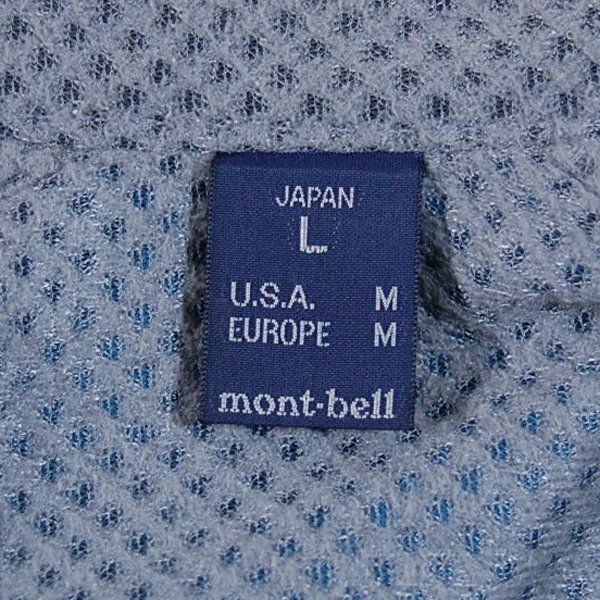 JAPAN
L
U.S.A. M
EUROPE M
mont-bell